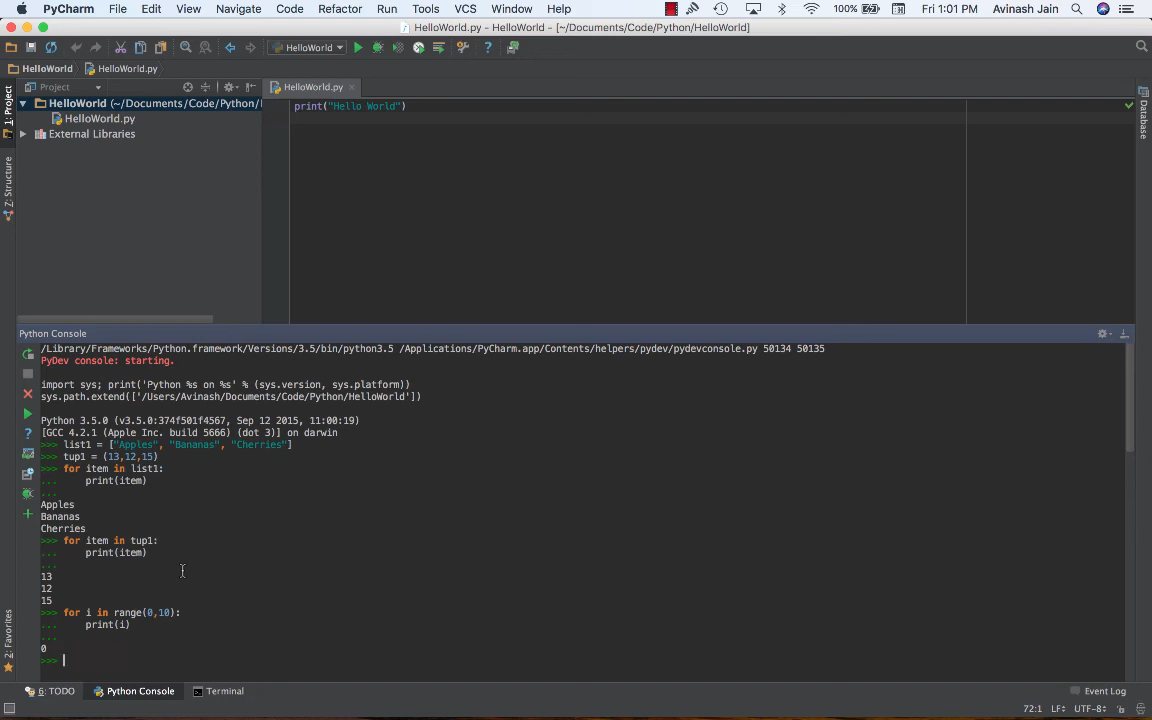 PyCharm File Edit View Navigate Code Refactor Run Tools VCS Window Help 100% Fri 1:01 PM Avinash Jain
HelloWorld.py - HelloWorld - [~/Documents/Code/Python/HelloWorld]
HelloWorld
HelloWorld HelloWorld.py
Project HelloWorld.py
HelloWorld (~/Documents/Code/Python/
HelloWorld.py
External Libraries
1: Project
Z: Structure
2: Favorites
Database
print("Hello World")
Python Console
/Library/Frameworks/Python.framework/Versions/3.5/bin/python3.5 /Applications/PyCharm.app/Contents/helpers/pydev/pydevconsole.py 50134 50135
PyDev console: starting.
import sys; print('Python %s on %s' % (sys.version, sys.platform))
sys.path.extend(['/Users/Avinash/Documents/Code/Python/HelloWorld'])
Python 3.5.0 (v3.5.0:374f501f4567, Sep 12 2015, 11:00:19)
[GCC 4.2.1 (Apple Inc. build 5666) (dot 3)] on darwin
>>> list1 = ["Apples", "Bananas", "Cherries"]
>>> tup1 = (13,12,15)
>>> for item in list1:
...     print(item)
...
Apples
Bananas
Cherries
>>> for item in tup1:
...     print(item)
...
13
12
15
>>> for i in range(0,10):
...     print(i)
...
0
>>>
6: TODO Python Console Terminal Event Log
72:1 LF UTF-8